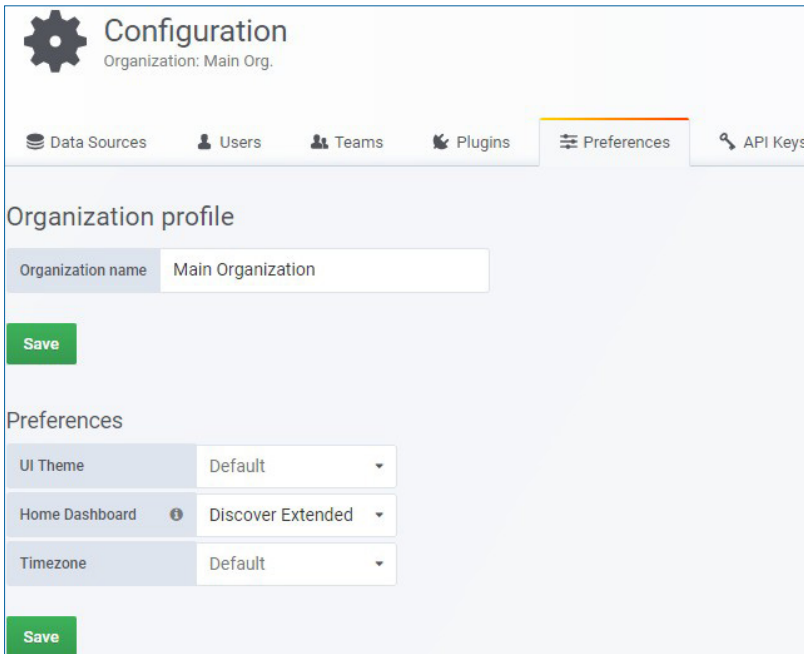 Configuration
Organization: Main Org.
Data Sources Users Teams Plugins Preferences API Keys
Organization profile
Organization name Main Organization
Save
Preferences
UI Theme Default
Home Dashboard Discover Extended
Timezone Default
Save